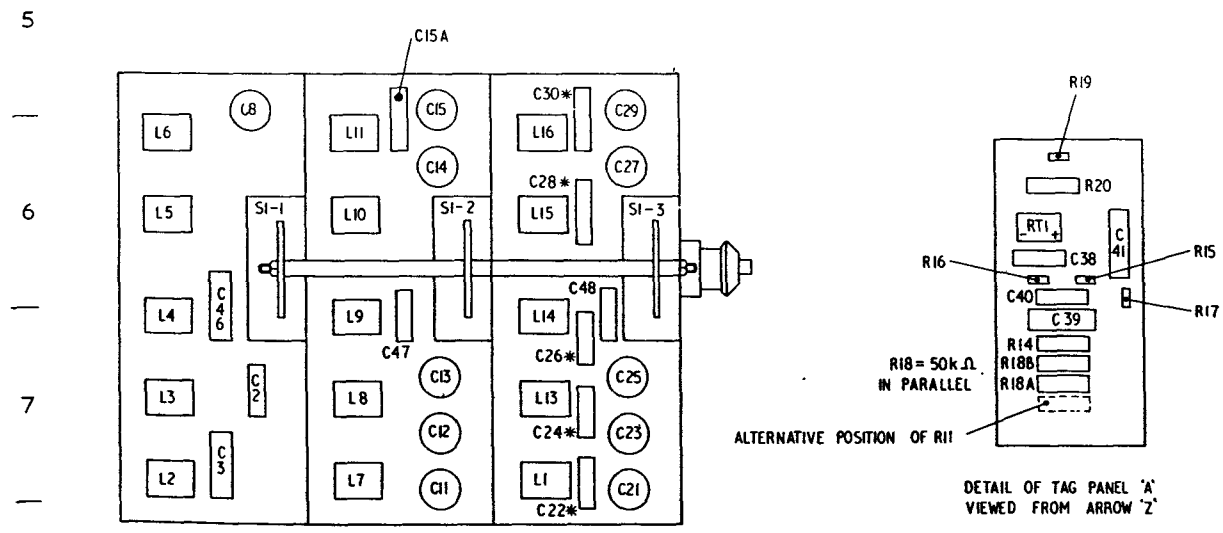 5
C15A
C30*
C8
C15
C29
L6
L11
L16
C14
C27
C28*
L5
S1-1
L10
S1-2
L15
S1-3
6
C48
L4
C46
L9
L14
C47
C26*
C13
C25
L3
C2
L8
L13
7
C12
C24*
C23
C3
L2
L7
C11
L1
C21
C22*
R19
R20
RT1
- +
C41
C38
R16
R15
C40
R17
C39
R14
R18 = 50kΩ
IN PARALLEL
R18B
R18A
ALTERNATIVE POSITION OF R11
DETAIL OF TAG PANEL 'A'
VIEWED FROM ARROW 'Z'